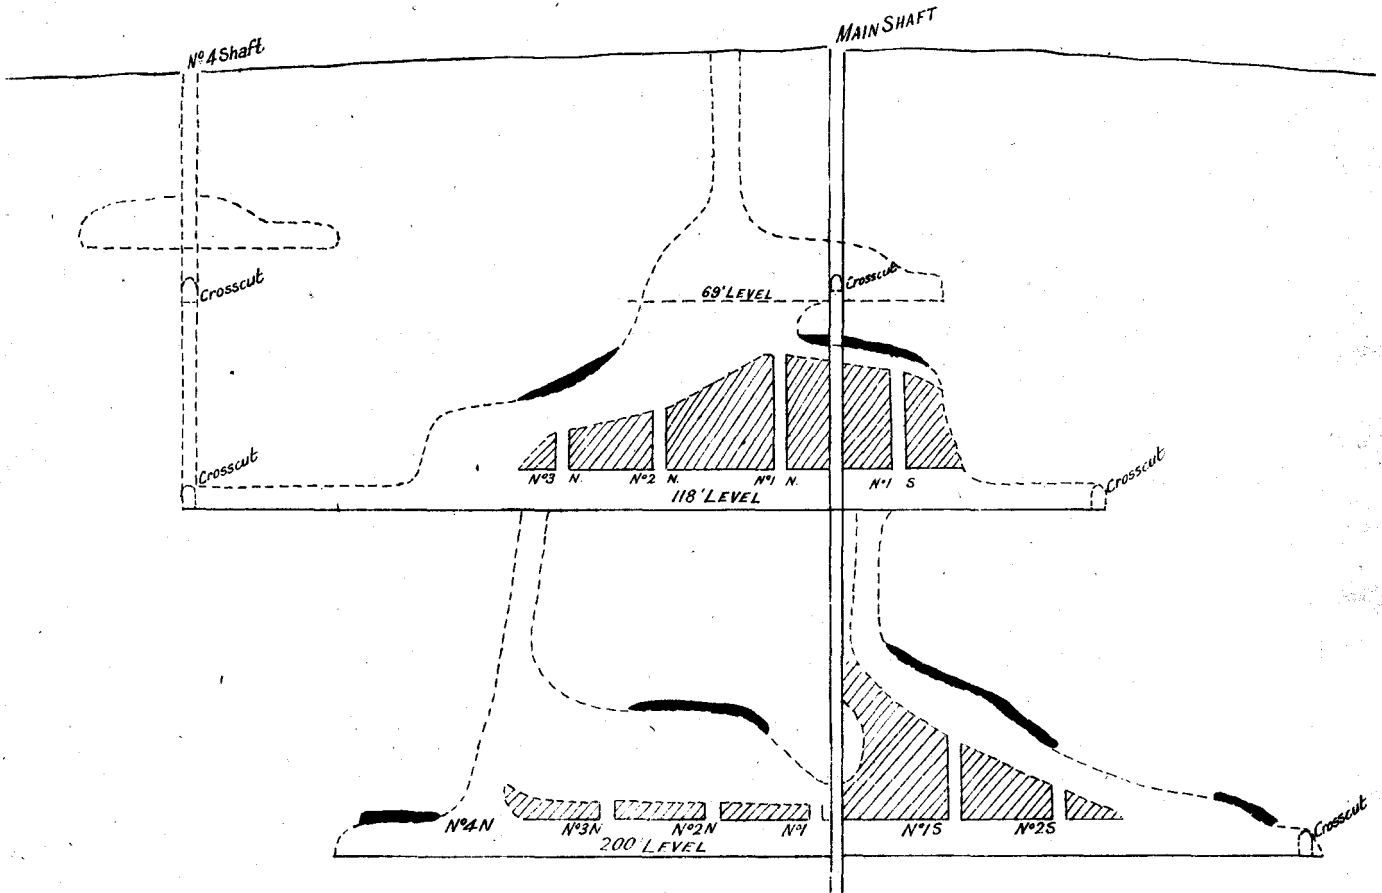 MAIN SHAFT
Nº 4 Shaft
Crosscut
Crosscut
69' LEVEL
Crosscut
Crosscut
Nº3 N. Nº2 N. Nº1 N. Nº1 S
118' LEVEL
Crosscut
Nº4N Nº3N Nº2N Nº1 Nº1S Nº2S
200' LEVEL